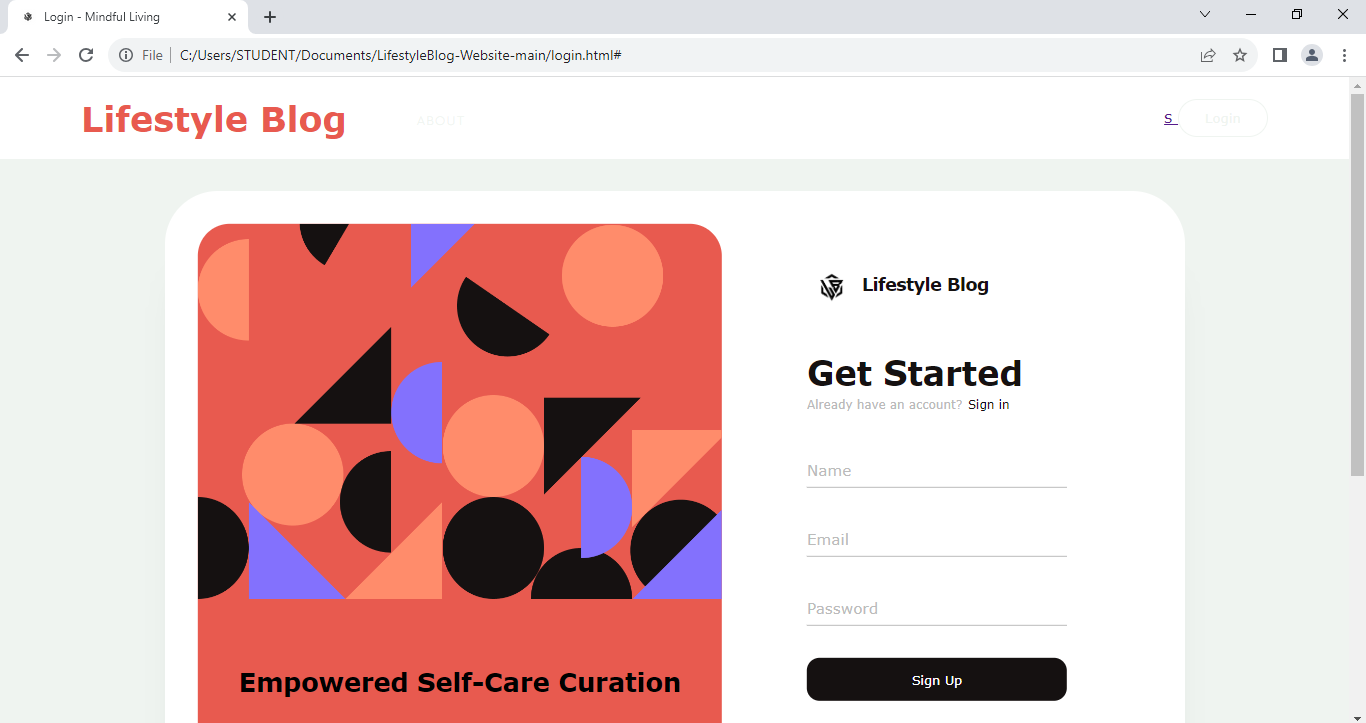 Login - Mindful Living
File C:/Users/STUDENT/Documents/LifestyleBlog-Website-main/login.html#
Lifestyle Blog ABOUT S Login
Lifestyle Blog
Get Started
Already have an account? Sign in
Name
Email
Password
Sign Up
Empowered Self-Care Curation